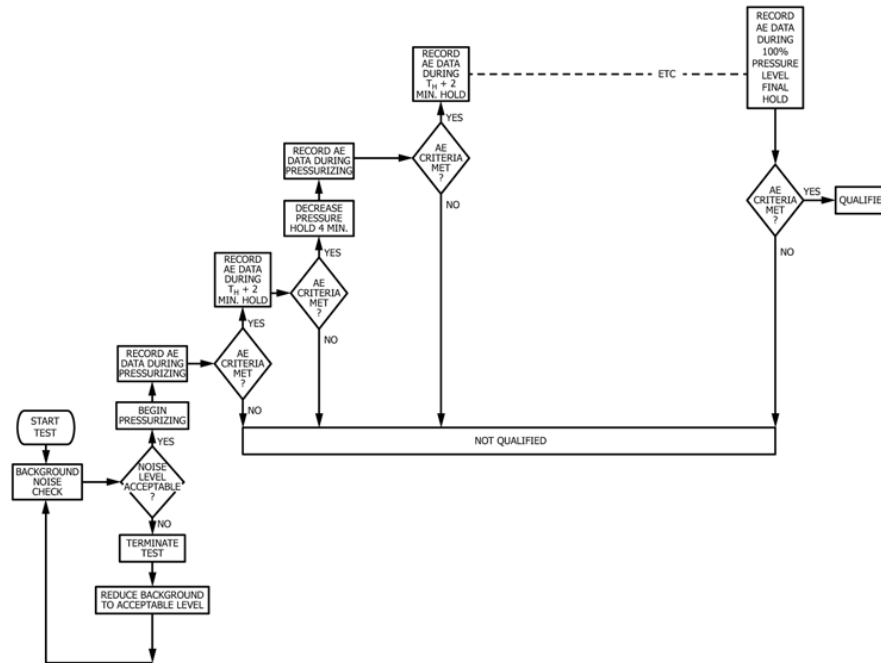 START
TEST
BACKGROUND
NOISE
CHECK
NOISE
LEVEL
ACCEPTABLE
?
YES
NO
TERMINATE
TEST
REDUCE BACKGROUND
TO ACCEPTABLE LEVEL
BEGIN
PRESSURIZING
RECORD AE
DATA DURING
PRESSURIZING
AE
CRITERIA
MET
?
YES
NO
RECORD
AE DATA
DURING
TH + 2
MIN. HOLD
AE
CRITERIA
MET
?
YES
NO
DECREASE
PRESSURE
HOLD 4 MIN.
RECORD AE
DATA DURING
PRESSURIZING
AE
CRITERIA
MET
?
YES
NO
RECORD
AE DATA
DURING
TH + 2
MIN. HOLD
ETC
RECORD
AE DATA
DURING
100%
PRESSURE
LEVEL
FINAL
HOLD
AE
CRITERIA
MET
?
YES
NO
QUALIFIED
NOT QUALIFIED